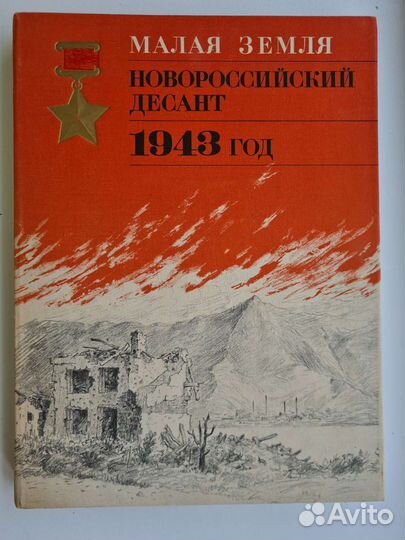 МАЛАЯ ЗЕМЛЯ
НОВОРОССИЙСКИЙ
ДЕСАНТ
1943 ГОД
Avito